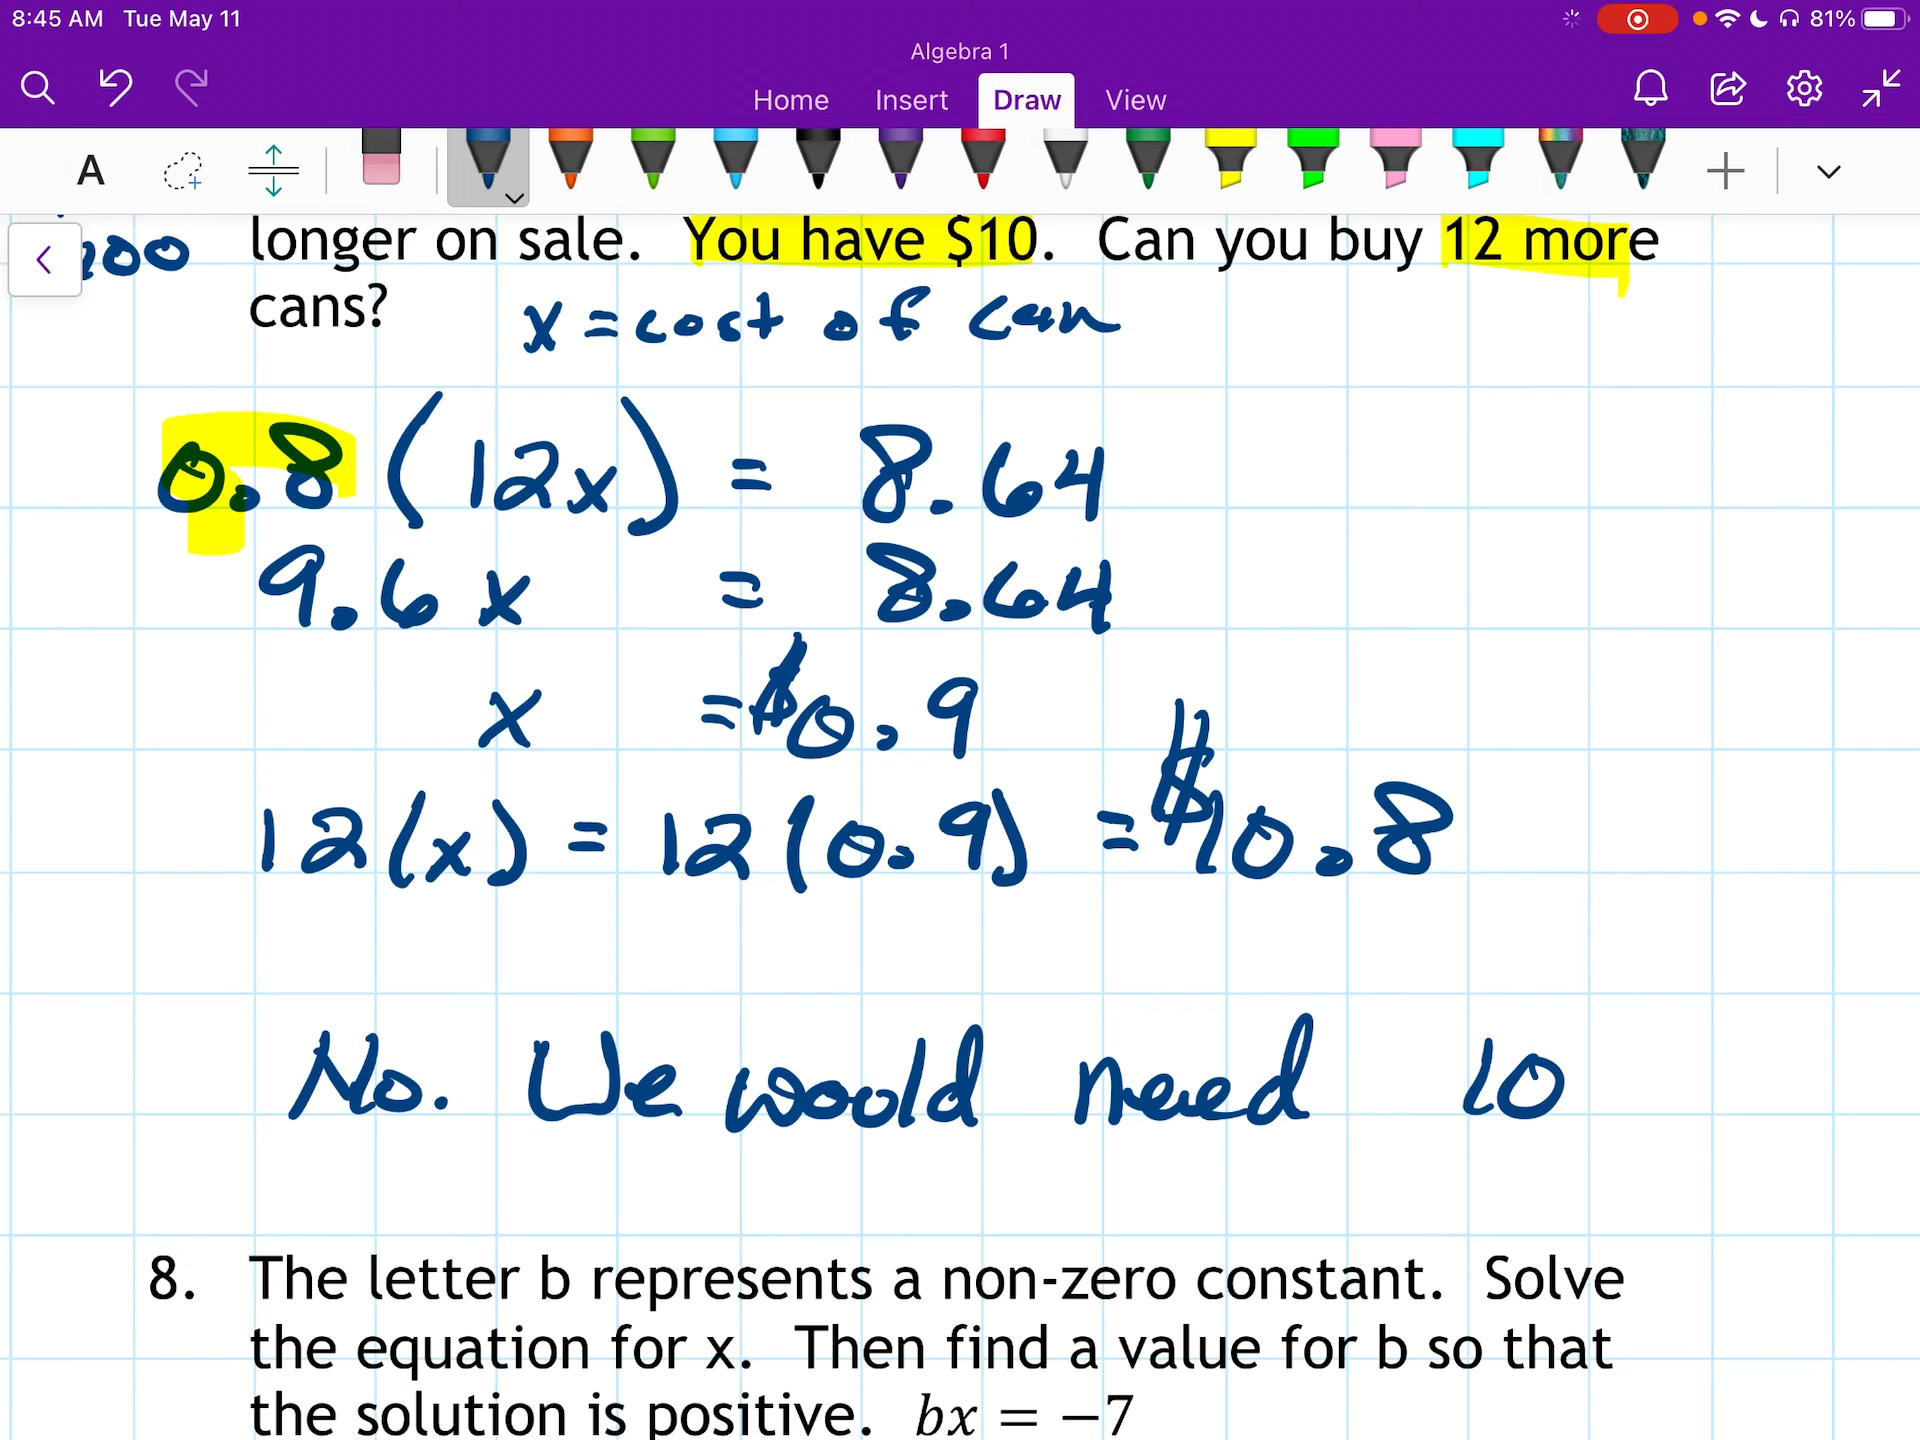 8:45 AM Tue May 11
81%
Algebra 1
Home Insert Draw View
A
longer on sale. You have $10. Can you buy 12 more
cans?
x = cost of can
0.8 (12x) = 8.64
9.6x = 8.64
x = $0.9
12(x) = 12(0.9) = $10.8
No. We would need 10
8. The letter b represents a non-zero constant. Solve
the equation for x. Then find a value for b so that
the solution is positive. bx = −7